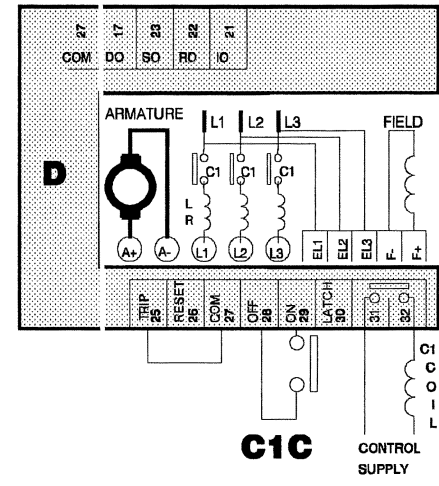 27 17 23 22 21
COM DO SO RO IO
ARMATURE L1 L2 L3 FIELD
D
C1 C1 C1
LR
A+ A- L1 L2 L3 EL1 EL2 EL3 F- F+
TRIP RESET COM OFF ON LATCH
25 26 27 28 29 30 31 32
C1 COIL
C1C
CONTROL
SUPPLY